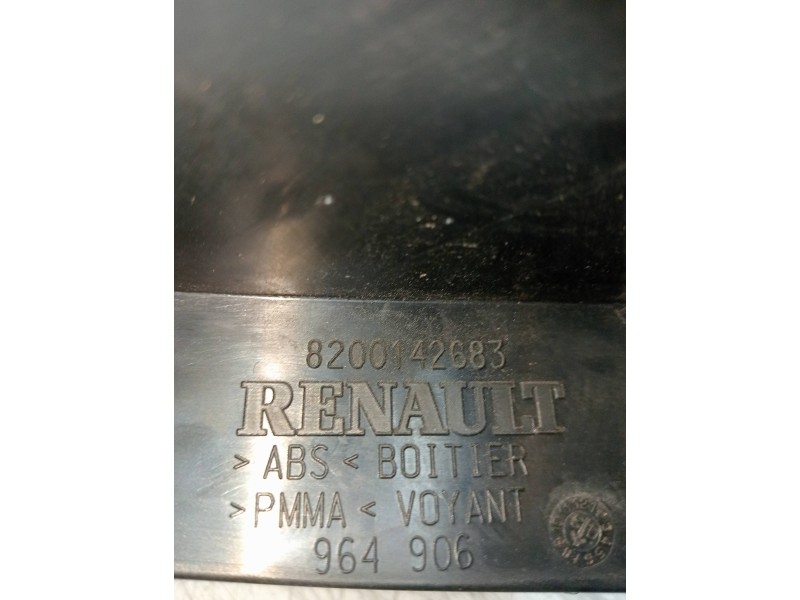 8200142683
RENAULT
>ABS< BOITIER
>PMMA< VOYANT
964 906